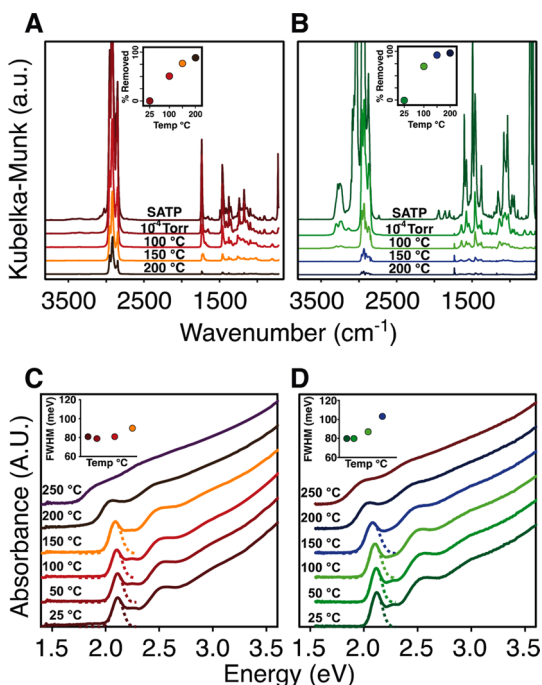 A
B
Kubelka-Munk (a.u.)
% Removed
100
0
25
100
200
Temp °C
% Removed
100
0
25
100
200
Temp °C
SATP
10⁻⁴Torr
100 °C
150 °C
200 °C
SATP
10⁻⁴Torr
100 °C
150 °C
200 °C
3500
2500
1500
3500
2500
1500
Wavenumber (cm⁻¹)
C
D
Absorbance (A.U.)
FWHM (meV)
120
100
80
60
Temp °C
FWHM (meV)
120
100
80
60
Temp °C
250 °C
200 °C
150 °C
100 °C
50 °C
25 °C
250 °C
200 °C
150 °C
100 °C
50 °C
25 °C
1.5 2.0 2.5 3.0 3.5
1.5 2.0 2.5 3.0 3.5
Energy (eV)